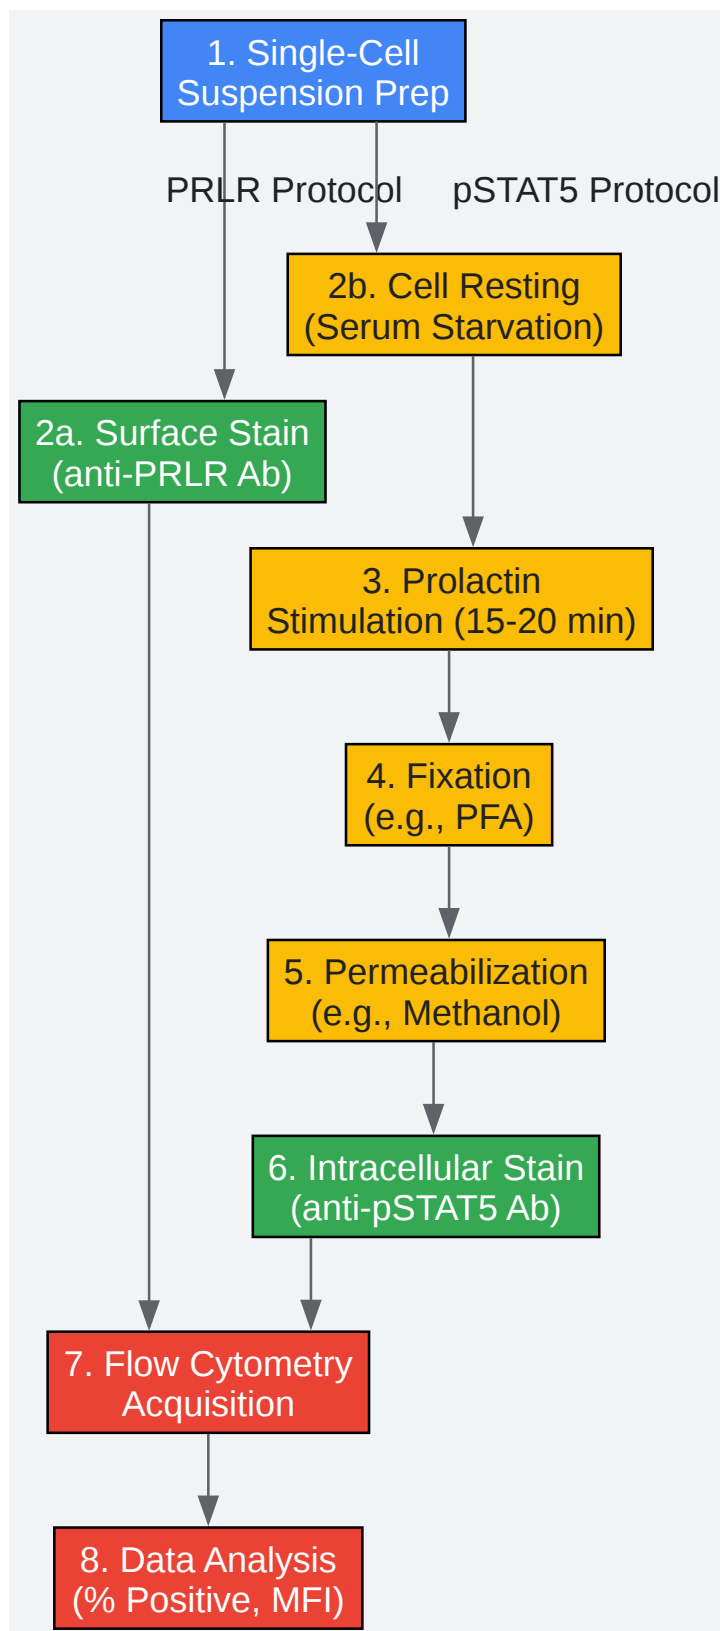 1. Single-Cell
Suspension Prep
PRLR Protocol
pSTAT5 Protocol
2b. Cell Resting
(Serum Starvation)
2a. Surface Stain
(anti-PRLR Ab)
3. Prolactin
Stimulation (15-20 min)
4. Fixation
(e.g., PFA)
5. Permeabilization
(e.g., Methanol)
6. Intracellular Stain
(anti-pSTAT5 Ab)
7. Flow Cytometry
Acquisition
8. Data Analysis
(% Positive, MFI)